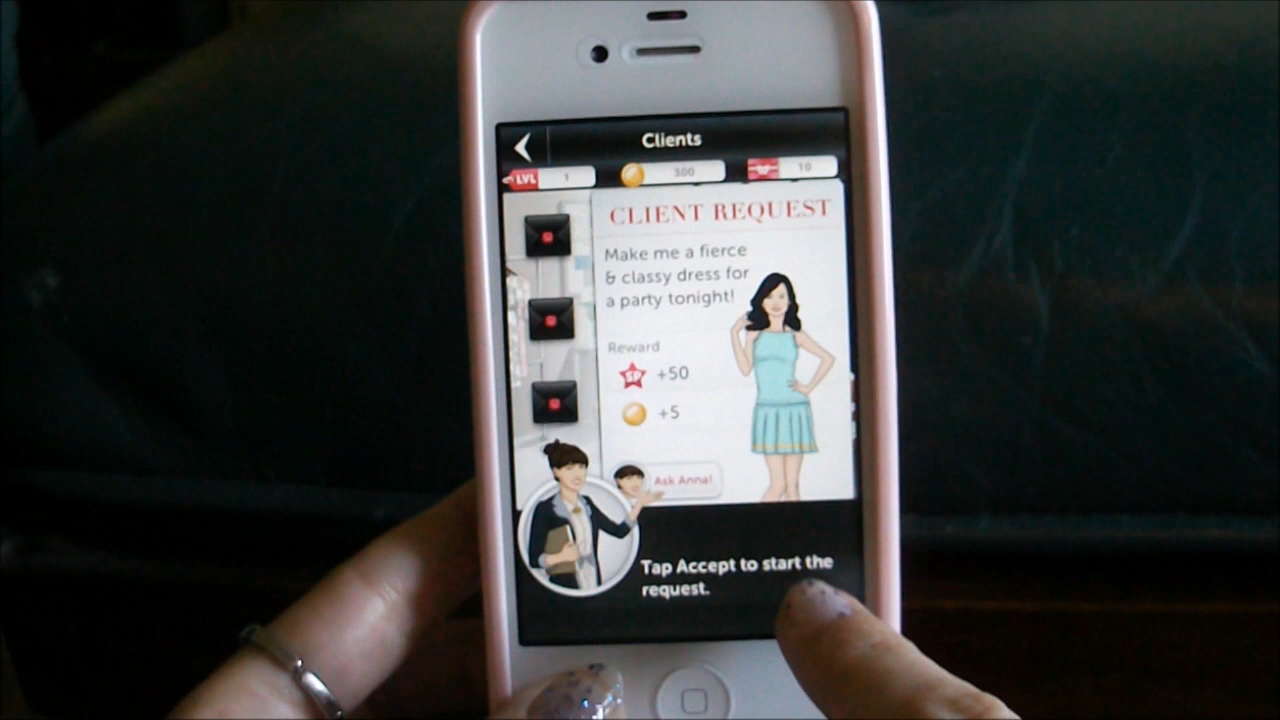 Clients
LVL 1 300 10
CLIENT REQUEST
Make me a fierce
& classy dress for
a party tonight!
Reward
SP +50
+5
Ask Anna!
Tap Accept to start the
request.